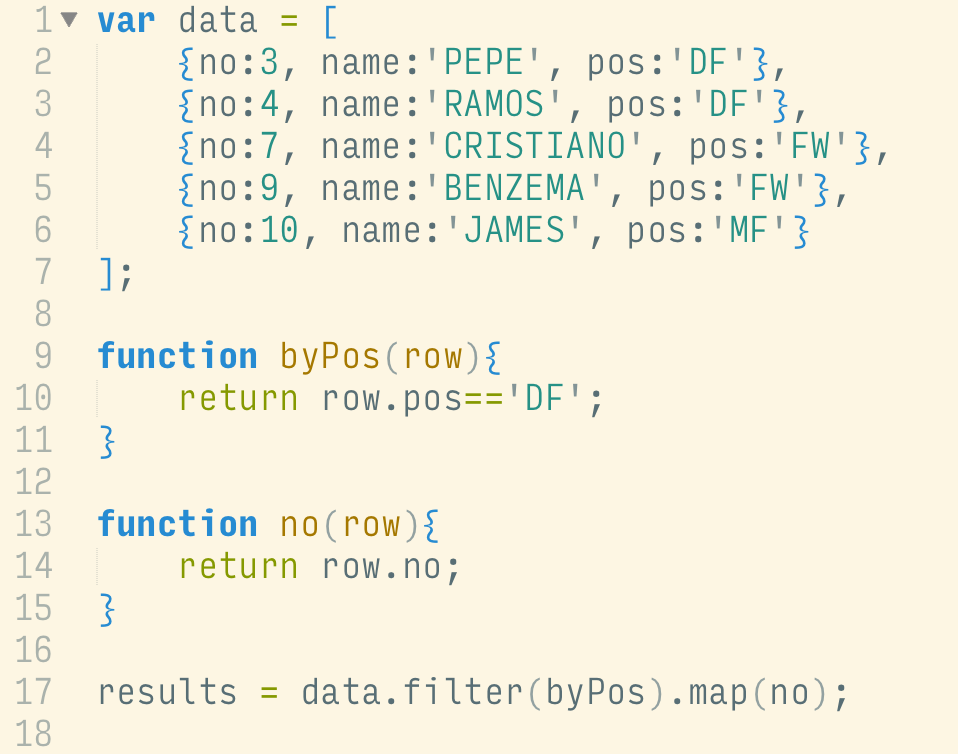 1 var data = [
2     {no:3, name:'PEPE', pos:'DF'},
3     {no:4, name:'RAMOS', pos:'DF'},
4     {no:7, name:'CRISTIANO', pos:'FW'},
5     {no:9, name:'BENZEMA', pos:'FW'},
6     {no:10, name:'JAMES', pos:'MF'}
7 ];
8
9 function byPos(row){
10     return row.pos=='DF';
11 }
12
13 function no(row){
14     return row.no;
15 }
16
17 results = data.filter(byPos).map(no);
18